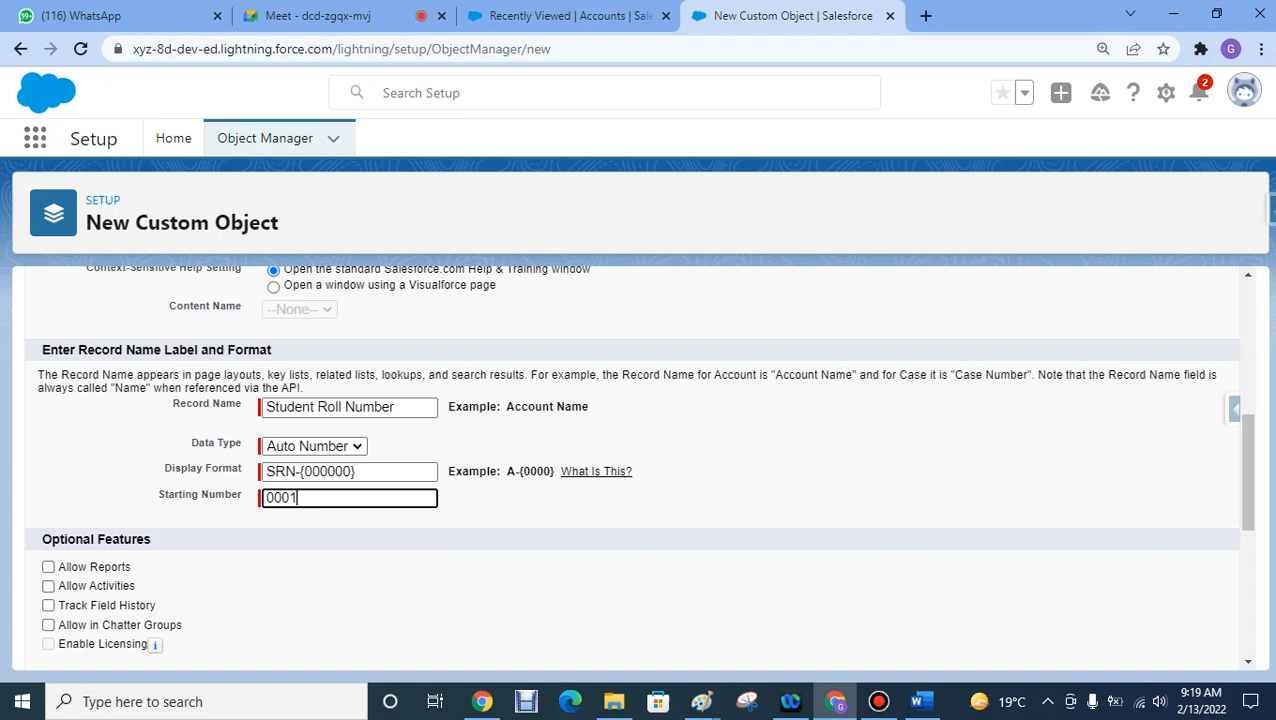 99 WhatsApp
Meet - dcd-zgqx-mvj
Recently Viewed | Accounts | Sale
New Custom Object | Salesforce
xyz-8d-dev-ed.lightning.force.com/lightning/setup/ObjectManager/new
G
Search Setup
2
Setup
Home
Object Manager
SETUP
New Custom Object
Context-Sensitive Help Setting
Open the standard Salesforce.com Help & Training window
Open a window using a Visualforce page
Content Name
--None--
Enter Record Name Label and Format
The Record Name appears in page layouts, key lists, related lists, lookups, and search results. For example, the Record Name for Account is "Account Name" and for Case it is "Case Number". Note that the Record Name field is
always called "Name" when referenced via the API.
Record Name
Student Roll Number
Example: Account Name
Data Type
Auto Number
Display Format
SRN-{000000}
Example: A-{0000} What Is This?
Starting Number
0001
Optional Features
Allow Reports
Allow Activities
Track Field History
Allow in Chatter Groups
Enable Licensing
i
Type here to search
19°C
9:19 AM
2/13/2022